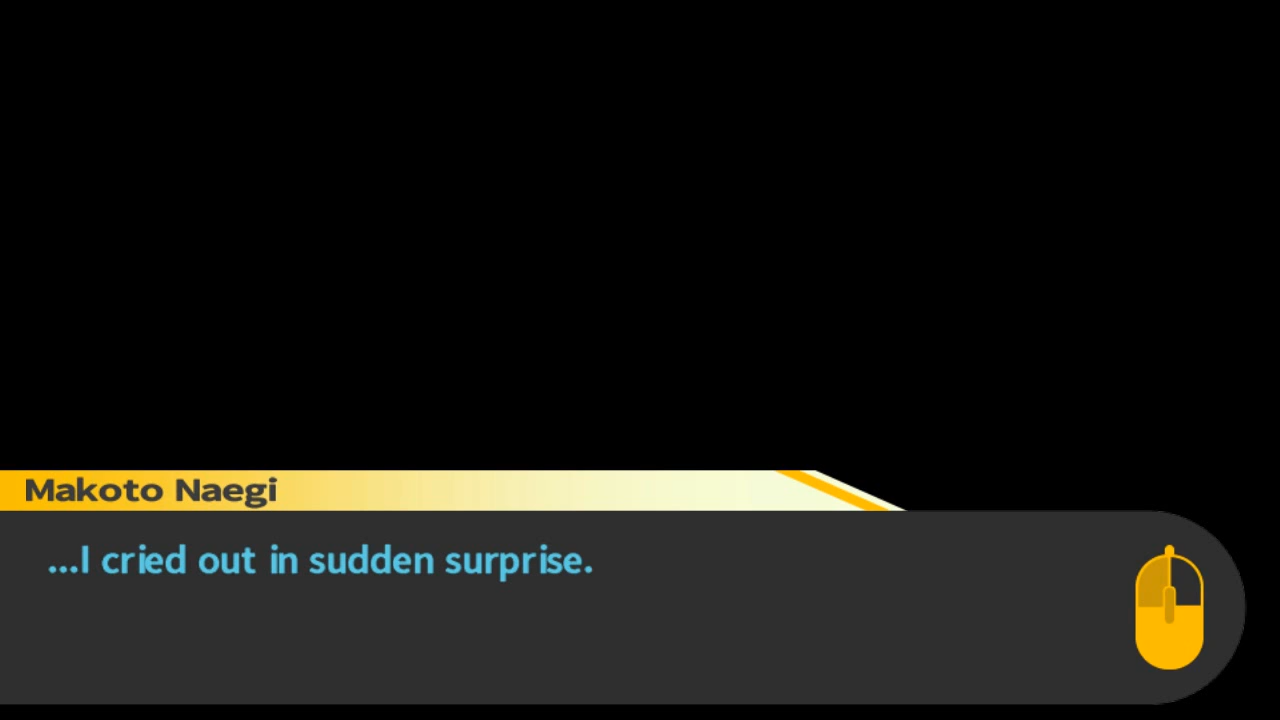 Makoto Naegi
...I cried out in sudden surprise.